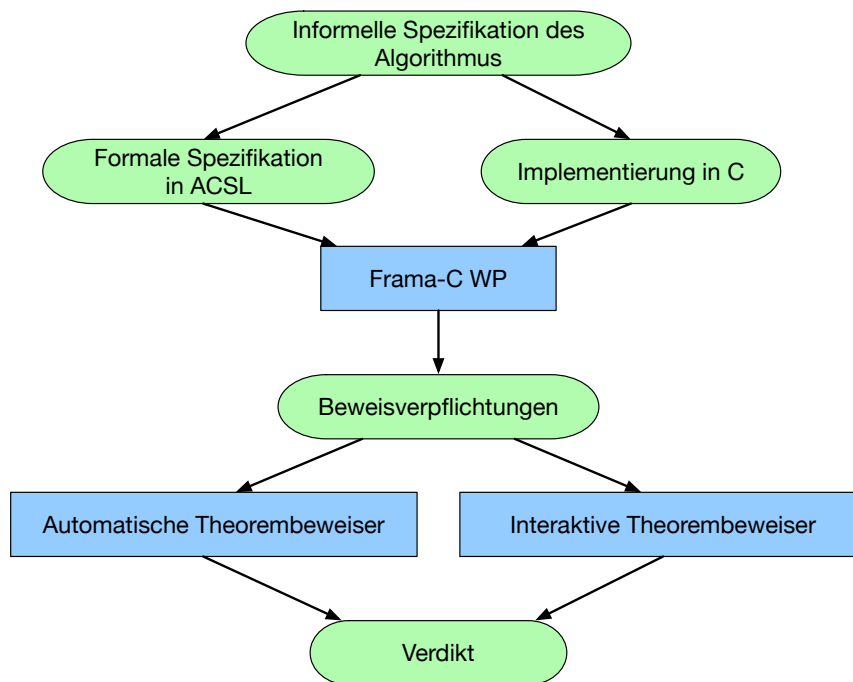 Informelle Spezifikation des
Algorithmus
Formale Spezifikation
in ACSL
Implementierung in C
Frama-C WP
Beweisverpflichtungen
Automatische Theorembeweiser
Interaktive Theorembeweiser
Verdikt